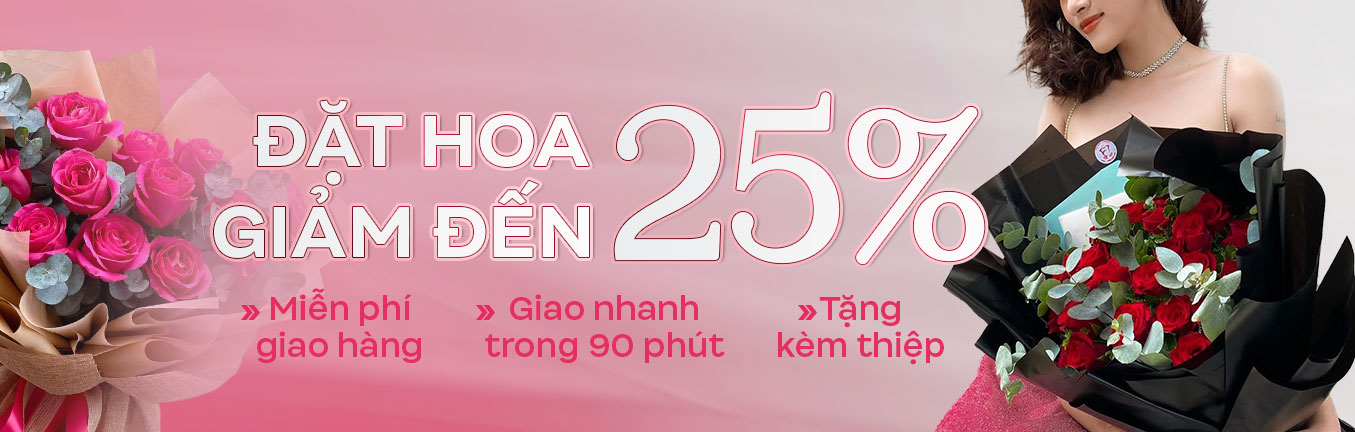 ĐẶT HOA
GIẢM ĐẾN
25%
» Miễn phí
giao hàng
» Giao nhanh
trong 90 phút
» Tặng
kèm thiệp